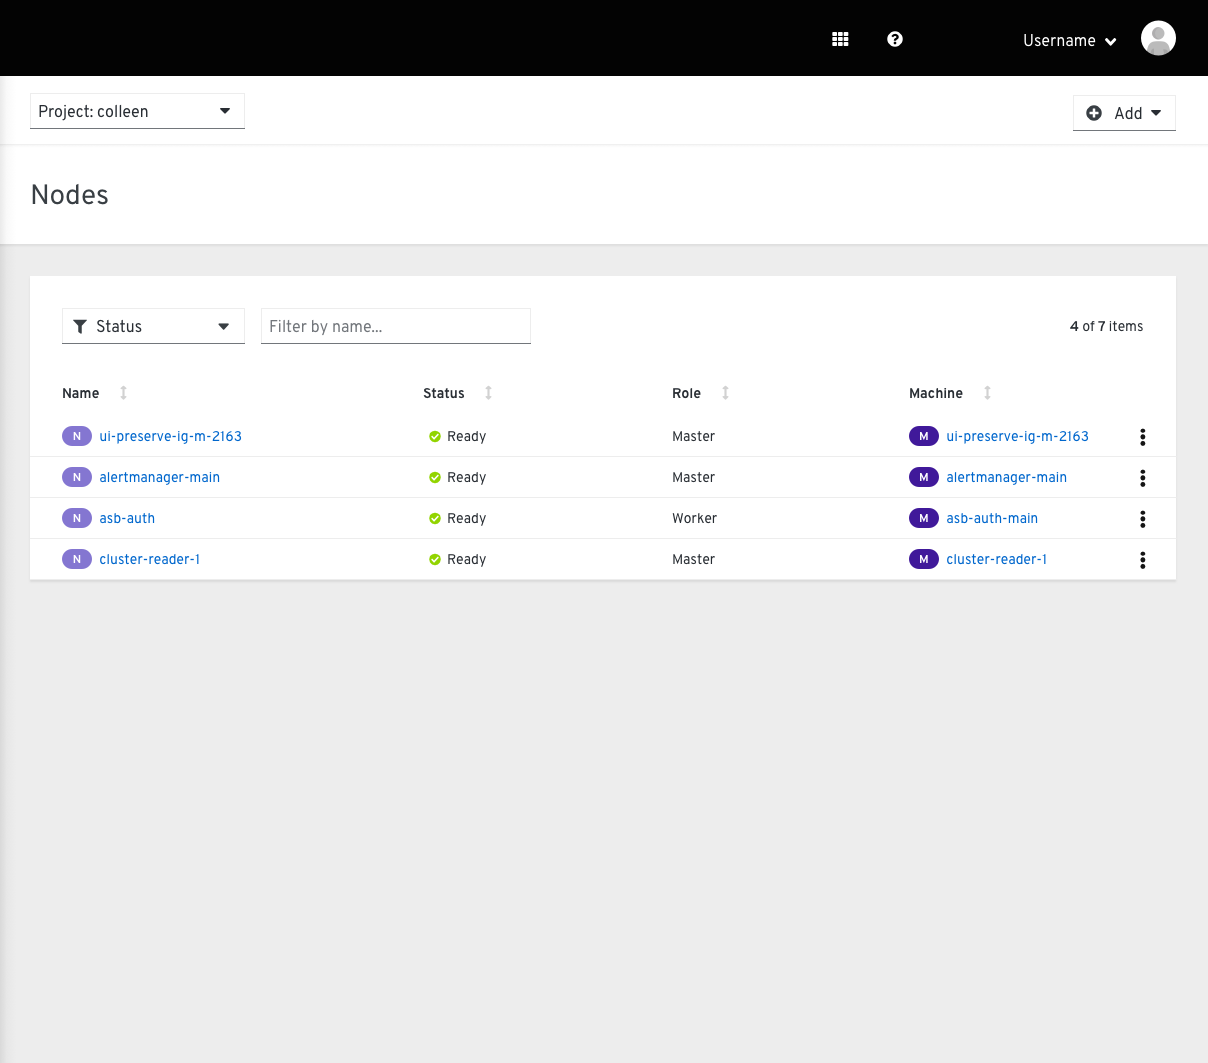 Username
Project: colleen
Add
Nodes
Status
Filter by name...
4 of 7 items
Name Status Role Machine
N ui-preserve-ig-m-2163 Ready Master M ui-preserve-ig-m-2163
N alertmanager-main Ready Master M alertmanager-main
N asb-auth Ready Worker M asb-auth-main
N cluster-reader-1 Ready Master M cluster-reader-1